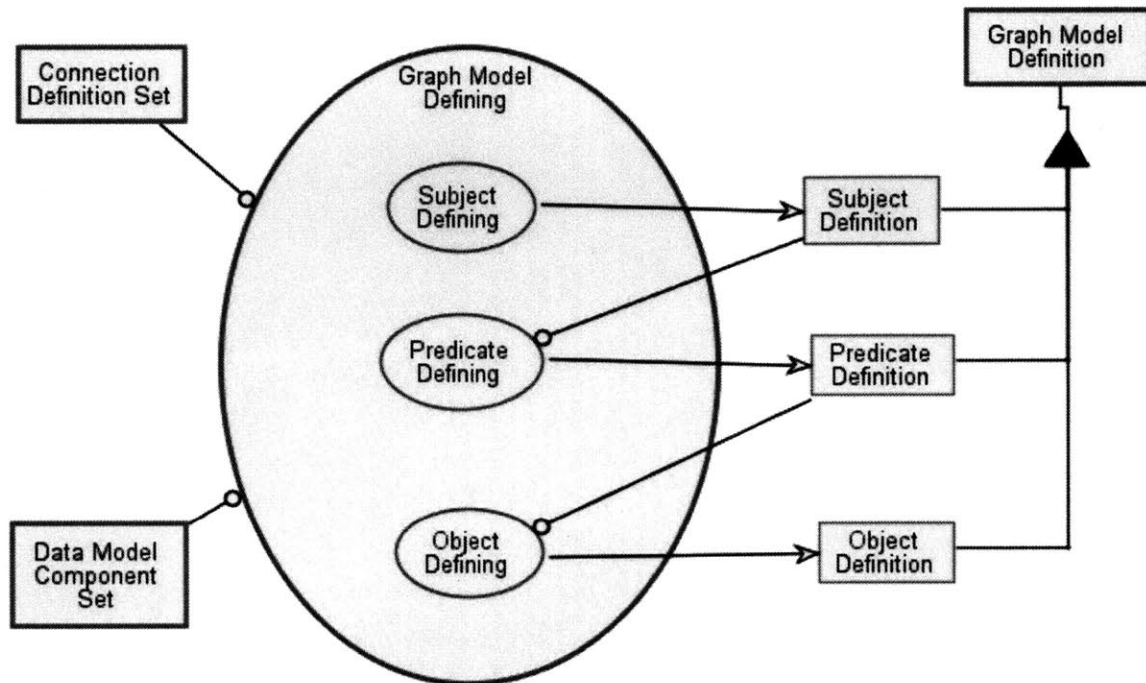 Graph Model
Definition
Connection
Definition Set
Graph Model
Defining
Subject
Defining
Subject
Definition
Predicate
Defining
Predicate
Definition
Object
Defining
Object
Definition
Data Model
Component
Set